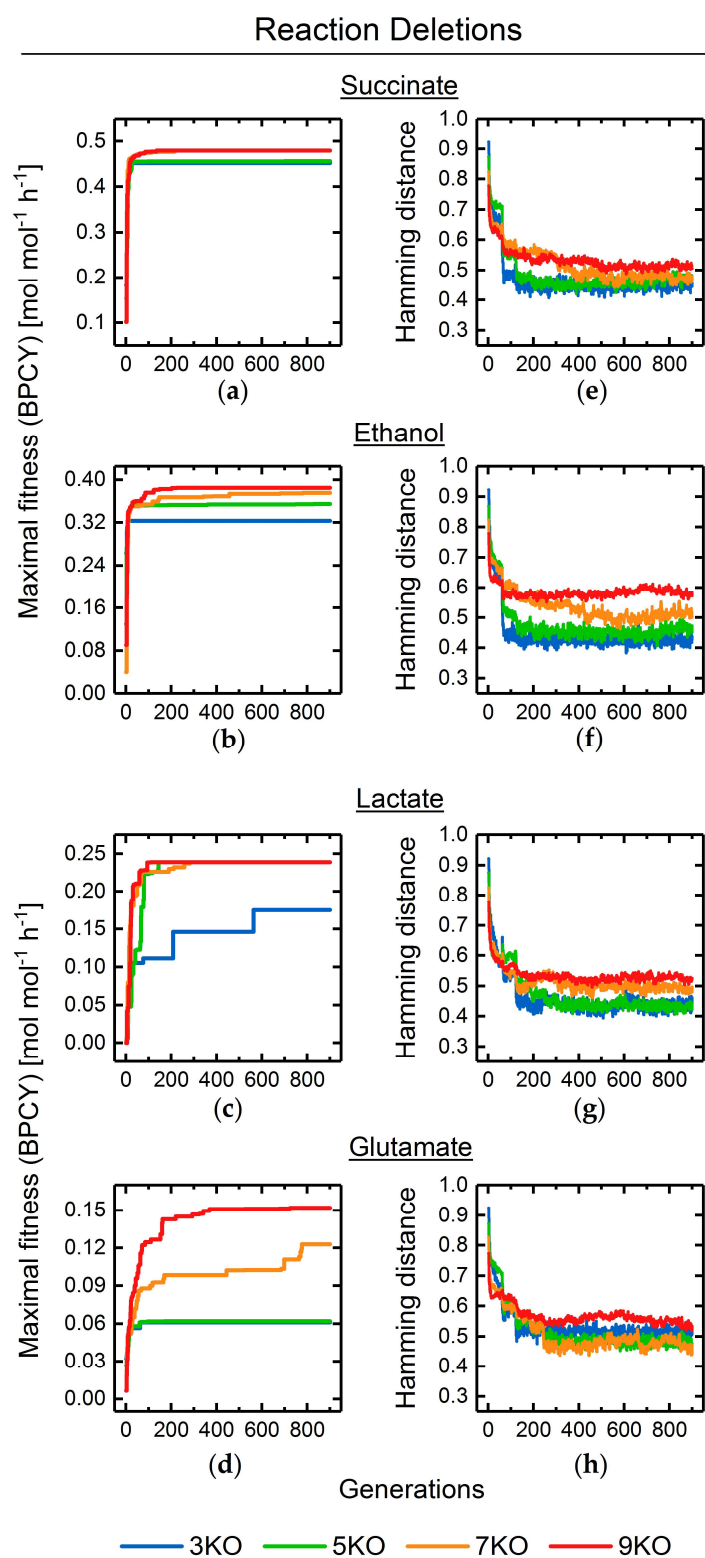 Reaction Deletions
Succinate
Maximal fitness (BPCY) [mol mol-1 h-1]
0.5
0.4
0.3
0.2
0.1
0 200 400 600 800
(a)
Hamming distance
1.0
0.9
0.8
0.7
0.6
0.5
0.4
0.3
0 200 400 600 800
(e)
Ethanol
0.40
0.32
0.16
0.08
0.00
0 200 400 600 800
(b)
Hamming distance
1.0
0.9
0.8
0.7
0.6
0.5
0.4
0.3
0 200 400 600 800
(f)
Lactate
Maximal fitness (BPCY) [mol mol-1 h-1]
0.25
0.20
0.15
0.10
0.05
0.00
0 200 400 600 800
(c)
Hamming distance
1.0
0.9
0.8
0.7
0.6
0.5
0.4
0.3
0 200 400 600 800
(g)
Glutamate
0.15
0.12
0.09
0.06
0.03
0.00
0 200 400 600 800
(d)
Hamming distance
1.0
0.9
0.8
0.7
0.6
0.5
0.4
0.3
0 200 400 600 800
(h)
Generations
3KO 5KO 7KO 9KO